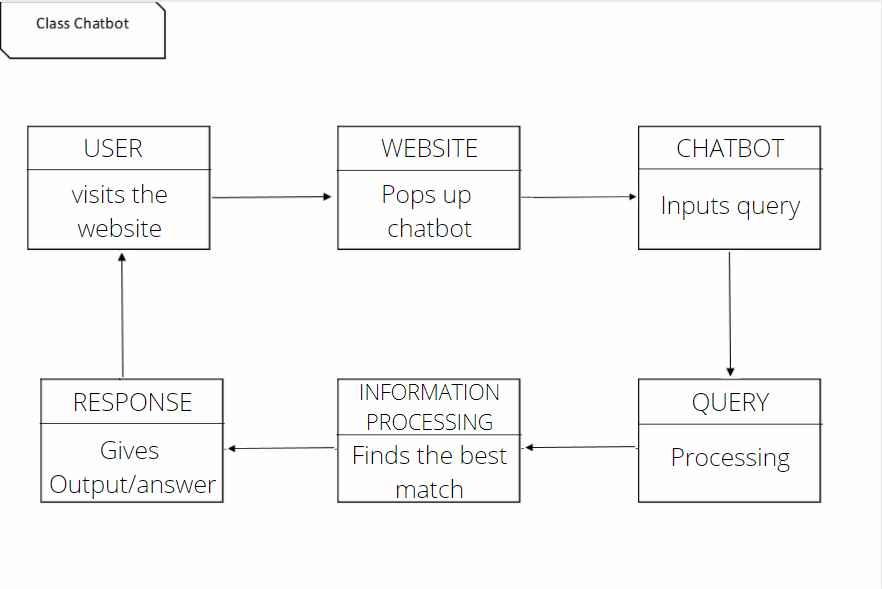 Class Chatbot
USER
visits the
website
WEBSITE
Pops up
chatbot
CHATBOT
Inputs query
RESPONSE
Gives
Output/answer
INFORMATION
PROCESSING
Finds the best
match
QUERY
Processing